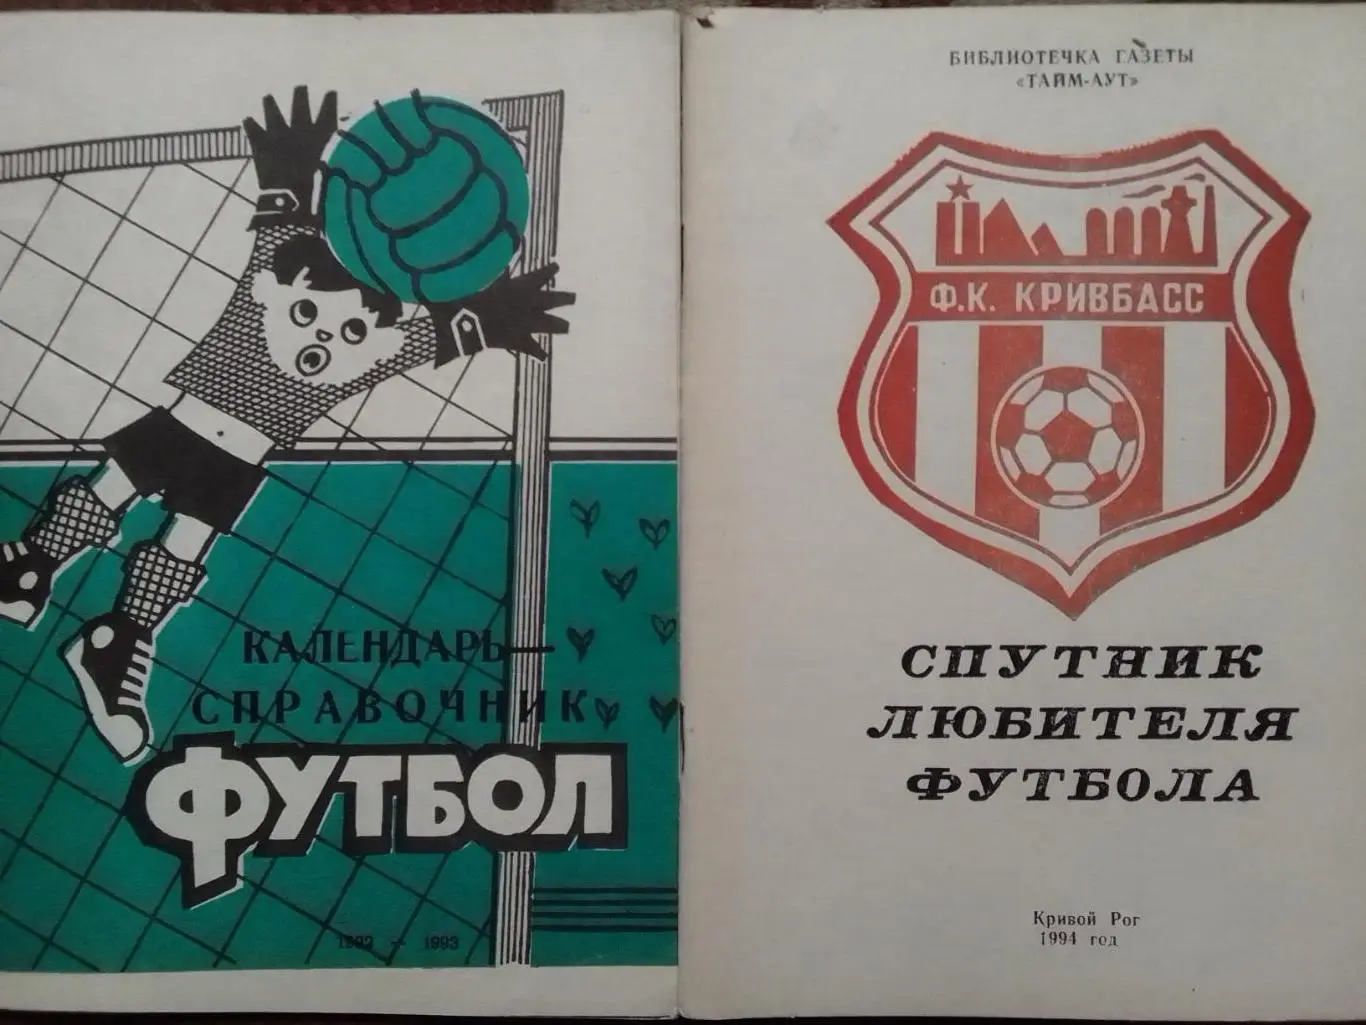 КАЛЕНДАРЬ—
СПРАВОЧНИК
ФУТБОЛ
1992 — 1993
БИБЛИОТЕЧКА ГАЗЕТЫ
«ТАЙМ-АУТ»
Ф.К. КРИВБАСС
СПУТНИК
ЛЮБИТЕЛЯ
ФУТБОЛА
Кривой Рог
1994 год